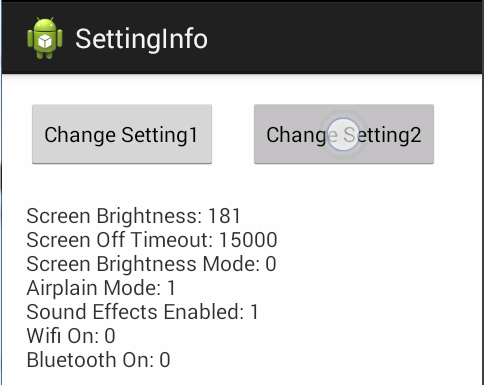 SettingInfo
Change Setting1
Change Setting2
Screen Brightness: 181
Screen Off Timeout: 15000
Screen Brightness Mode: 0
Airplain Mode: 1
Sound Effects Enabled: 1
Wifi On: 0
Bluetooth On: 0